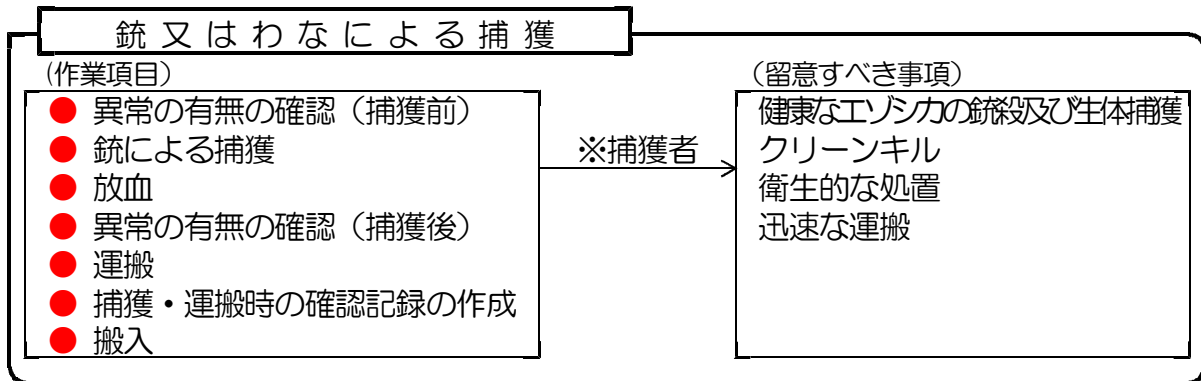 銃又はわなによる捕獲
(作業項目)
● 異常の有無の確認（捕獲前）
● 銃による捕獲
● 放血
● 異常の有無の確認（捕獲後）
● 運搬
● 捕獲・運搬時の確認記録の作成
● 搬入
※捕獲者
（留意すべき事項）
健康なエゾシカの銃殺及び生体捕獲
クリーンキル
衛生的な処置
迅速な運搬